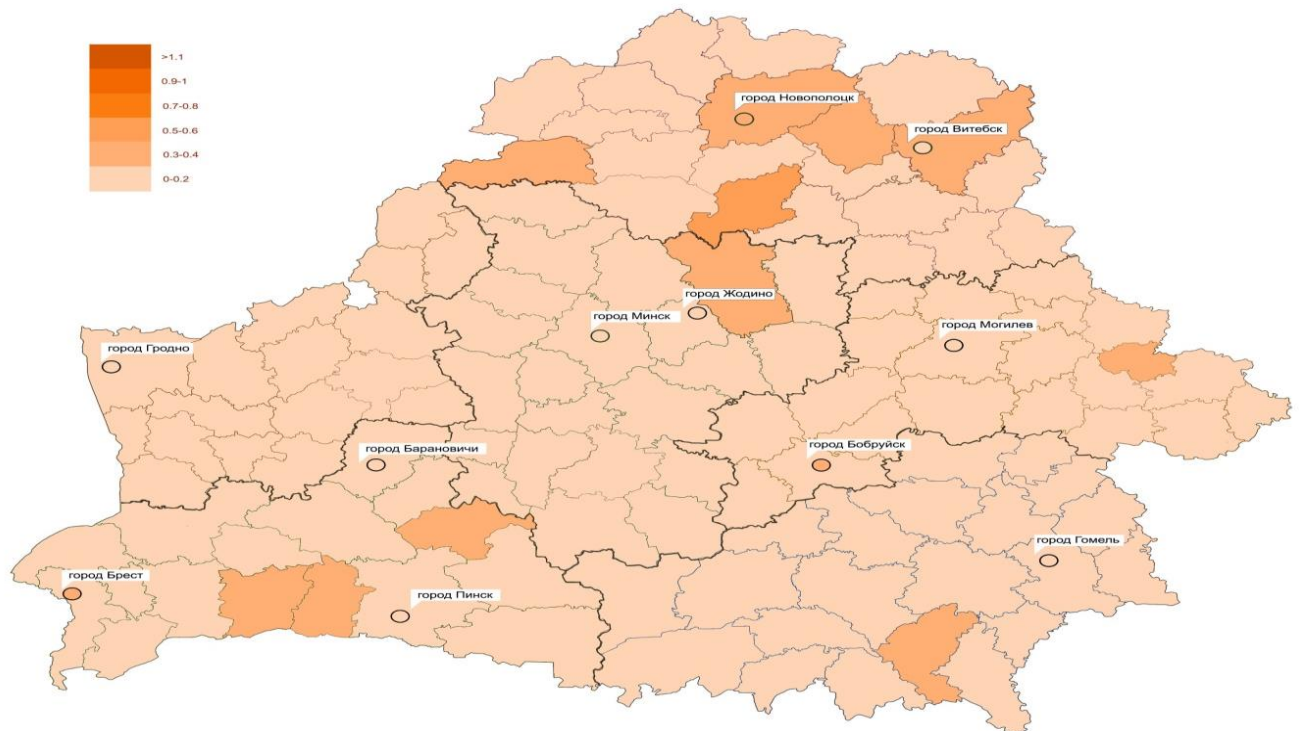 >1.1
0.9-1
0.7-0.8
0.5-0.6
0.3-0.4
0-0.2
город Новополоцк
город Витебск
город Жодино
город Минск
город Могилев
город Гродно
город Барановичи
город Бобруйск
город Гомель
город Брест
город Пинск